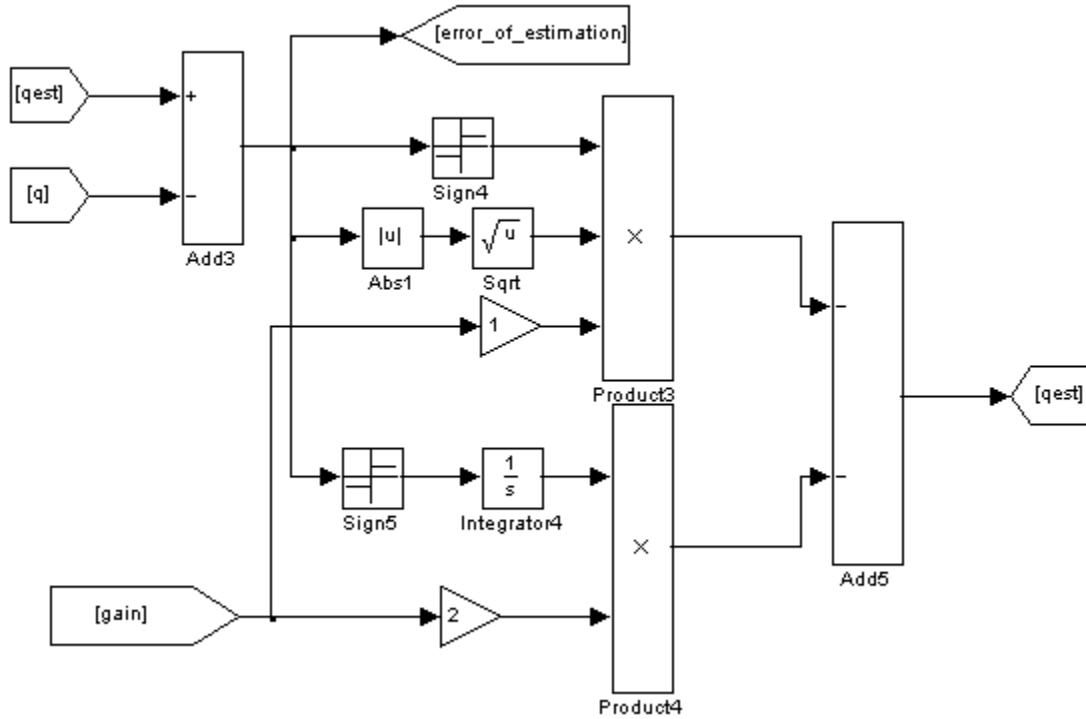 [error_of_estimation]
[qest]
+
[q]
−
Add3
Sign4
|u|
Abs1
√u
Sqrt
×
1
Product3
−
[qest]
Sign5
1
s
Integrator4
×
−
Add5
[gain]
2
Product4